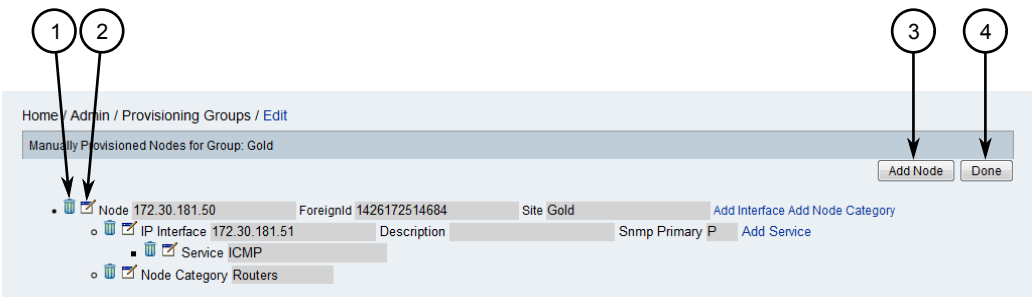 1 2 3 4
Home / Admin / Provisioning Groups / Edit
Manually Provisioned Nodes for Group: Gold
Add Node Done
Node 172.30.181.50 ForeignId 1426172514684 Site Gold Add Interface Add Node Category
IP Interface 172.30.181.51 Description Snmp Primary P Add Service
Service ICMP
Node Category Routers